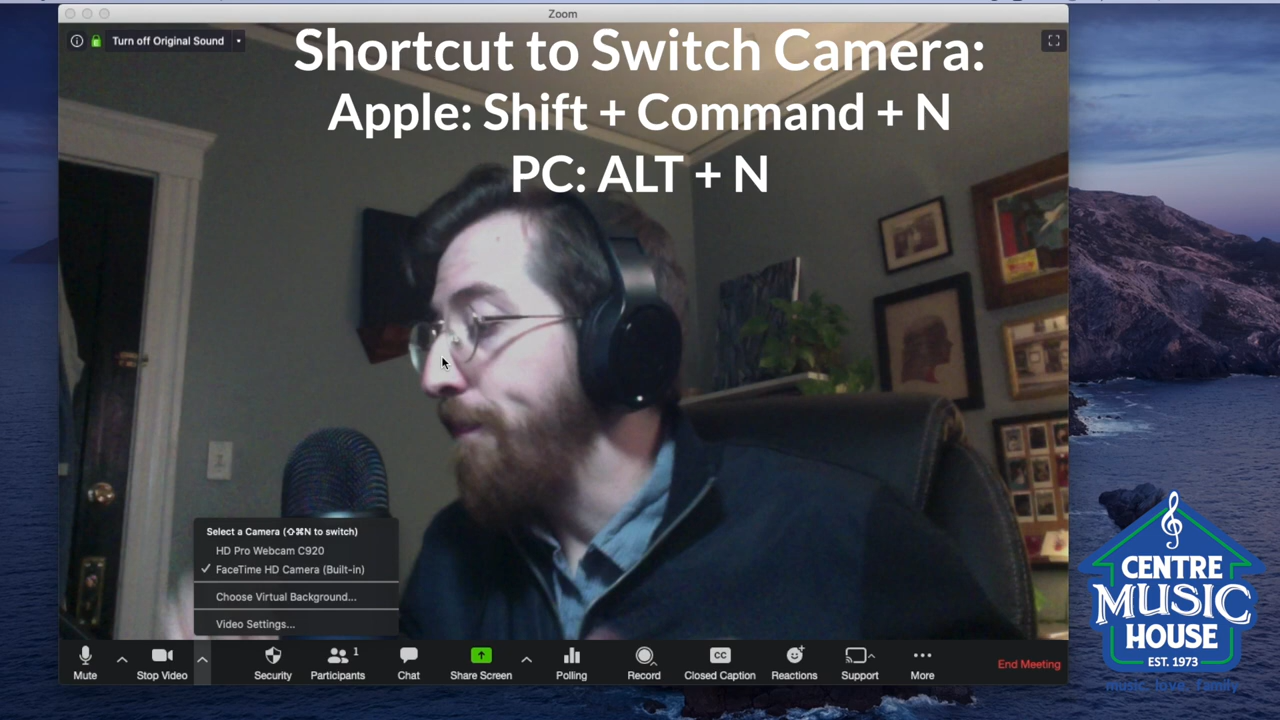 Zoom
Turn off Original Sound
Shortcut to Switch Camera:
Apple: Shift + Command + N
PC: ALT + N
Select a Camera (⇧⌘N to switch)
HD Pro Webcam C920
✓ FaceTime HD Camera (Built-in)
Choose Virtual Background...
Video Settings...
Mute
Stop Video
Security
Participants
1
Chat
Share Screen
Polling
Record
CC
Closed Caption
Reactions
Support
More
End Meeting
CENTRE
MUSIC
HOUSE
EST. 1973
music. love. family